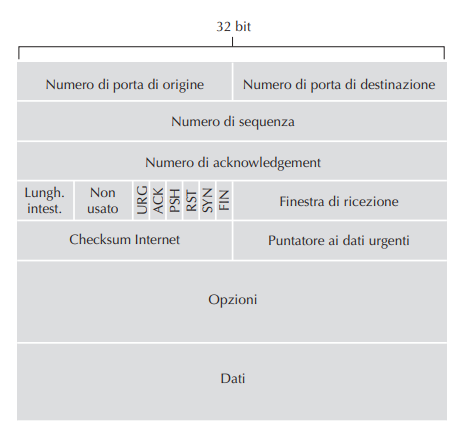 32 bit
Numero di porta di origine
Numero di porta di destinazione
Numero di sequenza
Numero di acknowledgement
Lungh.
intest.
Non
usato
URG
ACK
PSH
RST
SYN
FIN
Finestra di ricezione
Checksum Internet
Puntatore ai dati urgenti
Opzioni
Dati